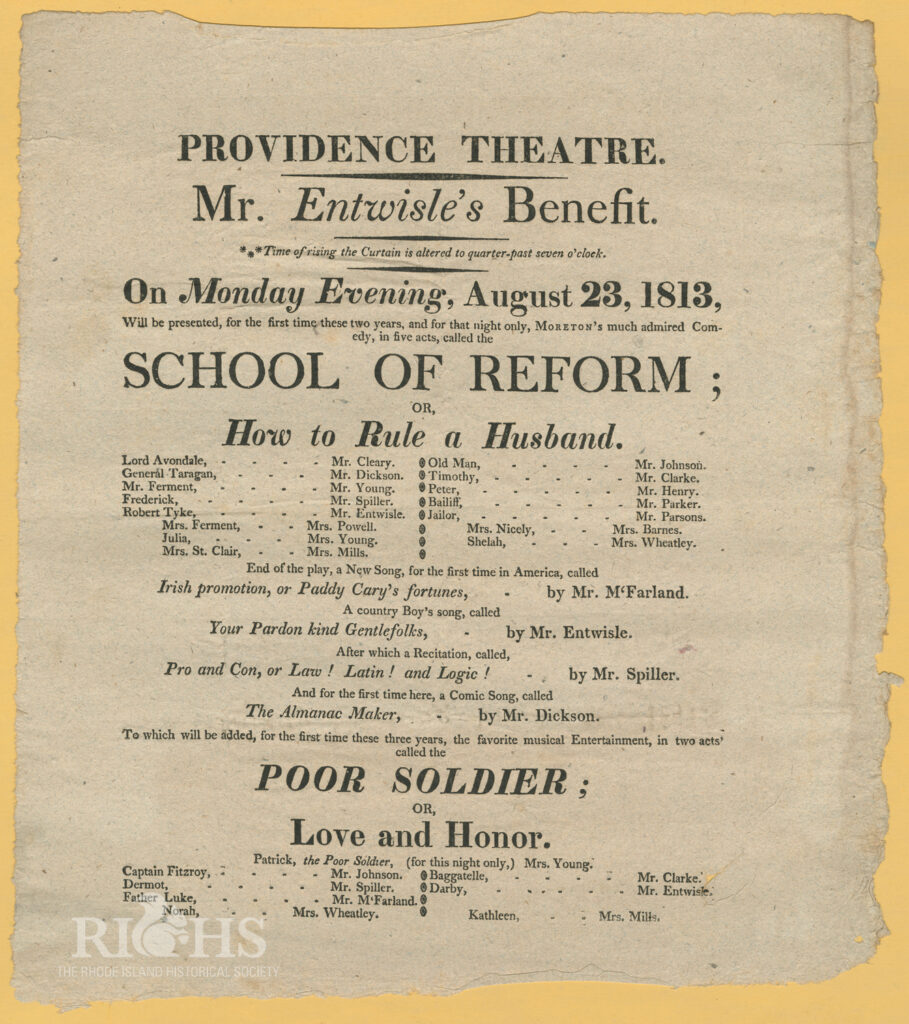 PROVIDENCE THEATRE.
Mr. Entwisle's Benefit.
*⁎*Time of rising the Curtain is altered to quarter-past seven o'clock.
On Monday Evening, August 23, 1813,
Will be presented, for the first time these two years, and for that night only, MORETON's much admired Com-
edy, in five acts, called the
SCHOOL OF REFORM ;
OR,
How to Rule a Husband.
Lord Avondale, - - - - Mr. Cleary. Old Man, - - - - Mr. Johnson.
General Taragan, - - - - Mr. Dickson. Timothy, - - - - - Mr. Clarke.
Mr. Ferment, - - - - Mr. Young. Peter, - - - - - Mr. Henry.
Frederick, - - - - Mr. Spiller. Bailiff, - - - - - Mr. Parker.
Robert Tyke, - - - - Mr. Entwisle. Jailor, - - - - - Mr. Parsons.
Mrs. Ferment, - - Mrs. Powell. Mrs. Nicely, - - - Mrs. Barnes.
Julia, - - - Mrs. Young. Shelah, - - - Mrs. Wheatley.
Mrs. St. Clair, - - Mrs. Mills.
End of the play, a New Song, for the first time in America, called
Irish promotion, or Paddy Cary's fortunes, - by Mr. M'Farland.
A country Boy's song, called
Your Pardon kind Gentlefolks, - by Mr. Entwisle.
After which a Recitation, called,
Pro and Con, or Law ! Latin ! and Logic ! - by Mr. Spiller.
And for the first time here, a Comic Song, called
The Almanac Maker, - by Mr. Dickson.
To which will be added, for the first time these three years, the favorite musical Entertainment, in two acts'
called the
POOR SOLDIER ;
OR,
Love and Honor.
Patrick, the Poor Soldier, (for this night only,) Mrs. Young.
Captain Fitzroy, - - - - Mr. Johnson. Baggatelle, - - - - Mr. Clarke.
Dermot, - - - - - Mr. Spiller. Darby, - - - - - Mr. Entwisle.
Father Luke, - - - - Mr. M'Farland.
Norah, - - - Mrs. Wheatley. Kathleen, - - Mrs. Mills.
RIHS
THE RHODE ISLAND HISTORICAL SOCIETY